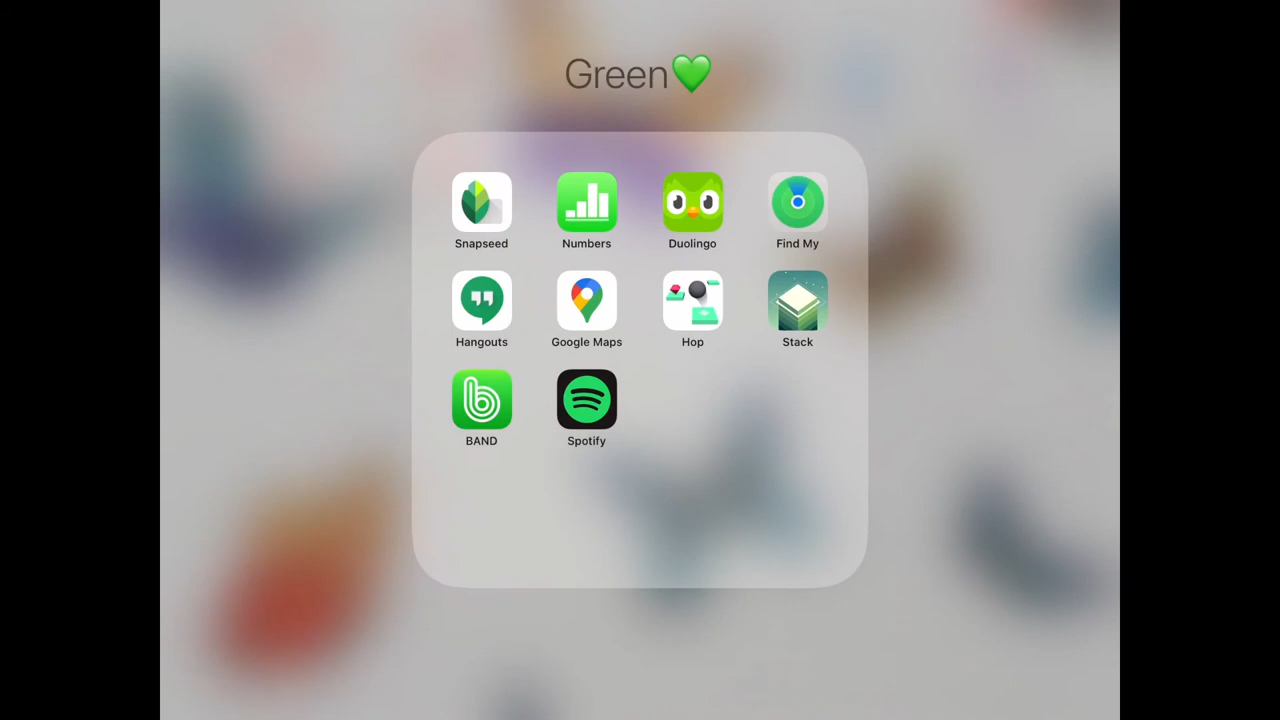 Green💚
Snapseed Numbers Duolingo Find My
Hangouts Google Maps Hop Stack
BAND Spotify